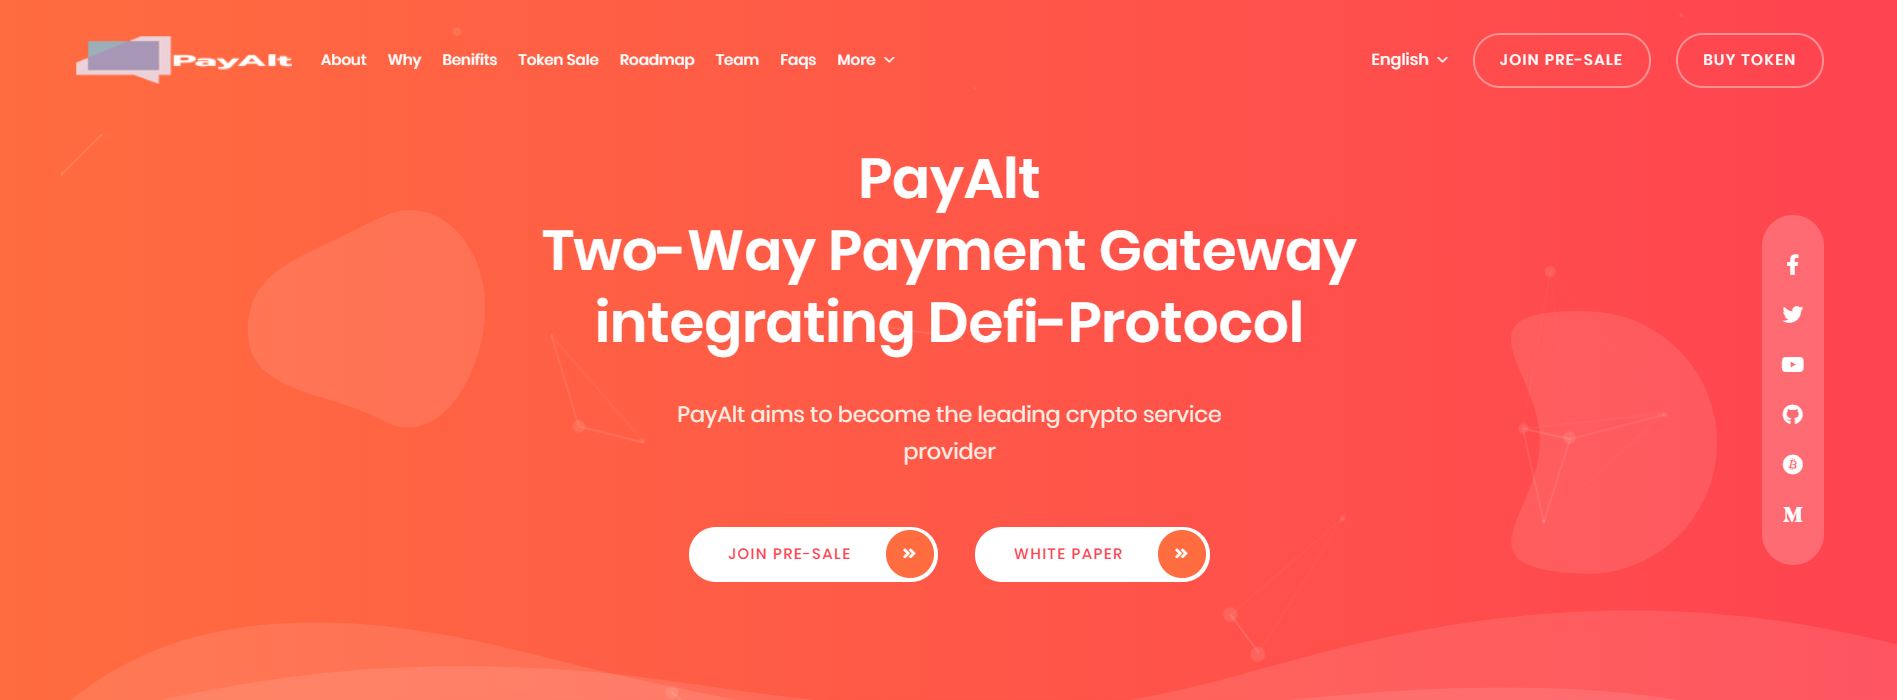 PayAlt
About Why Benifits Token Sale Roadmap Team Faqs More
English JOIN PRE-SALE BUY TOKEN
PayAlt
Two-Way Payment Gateway
integrating Defi-Protocol
PayAlt aims to become the leading crypto service
provider
JOIN PRE-SALE
WHITE PAPER